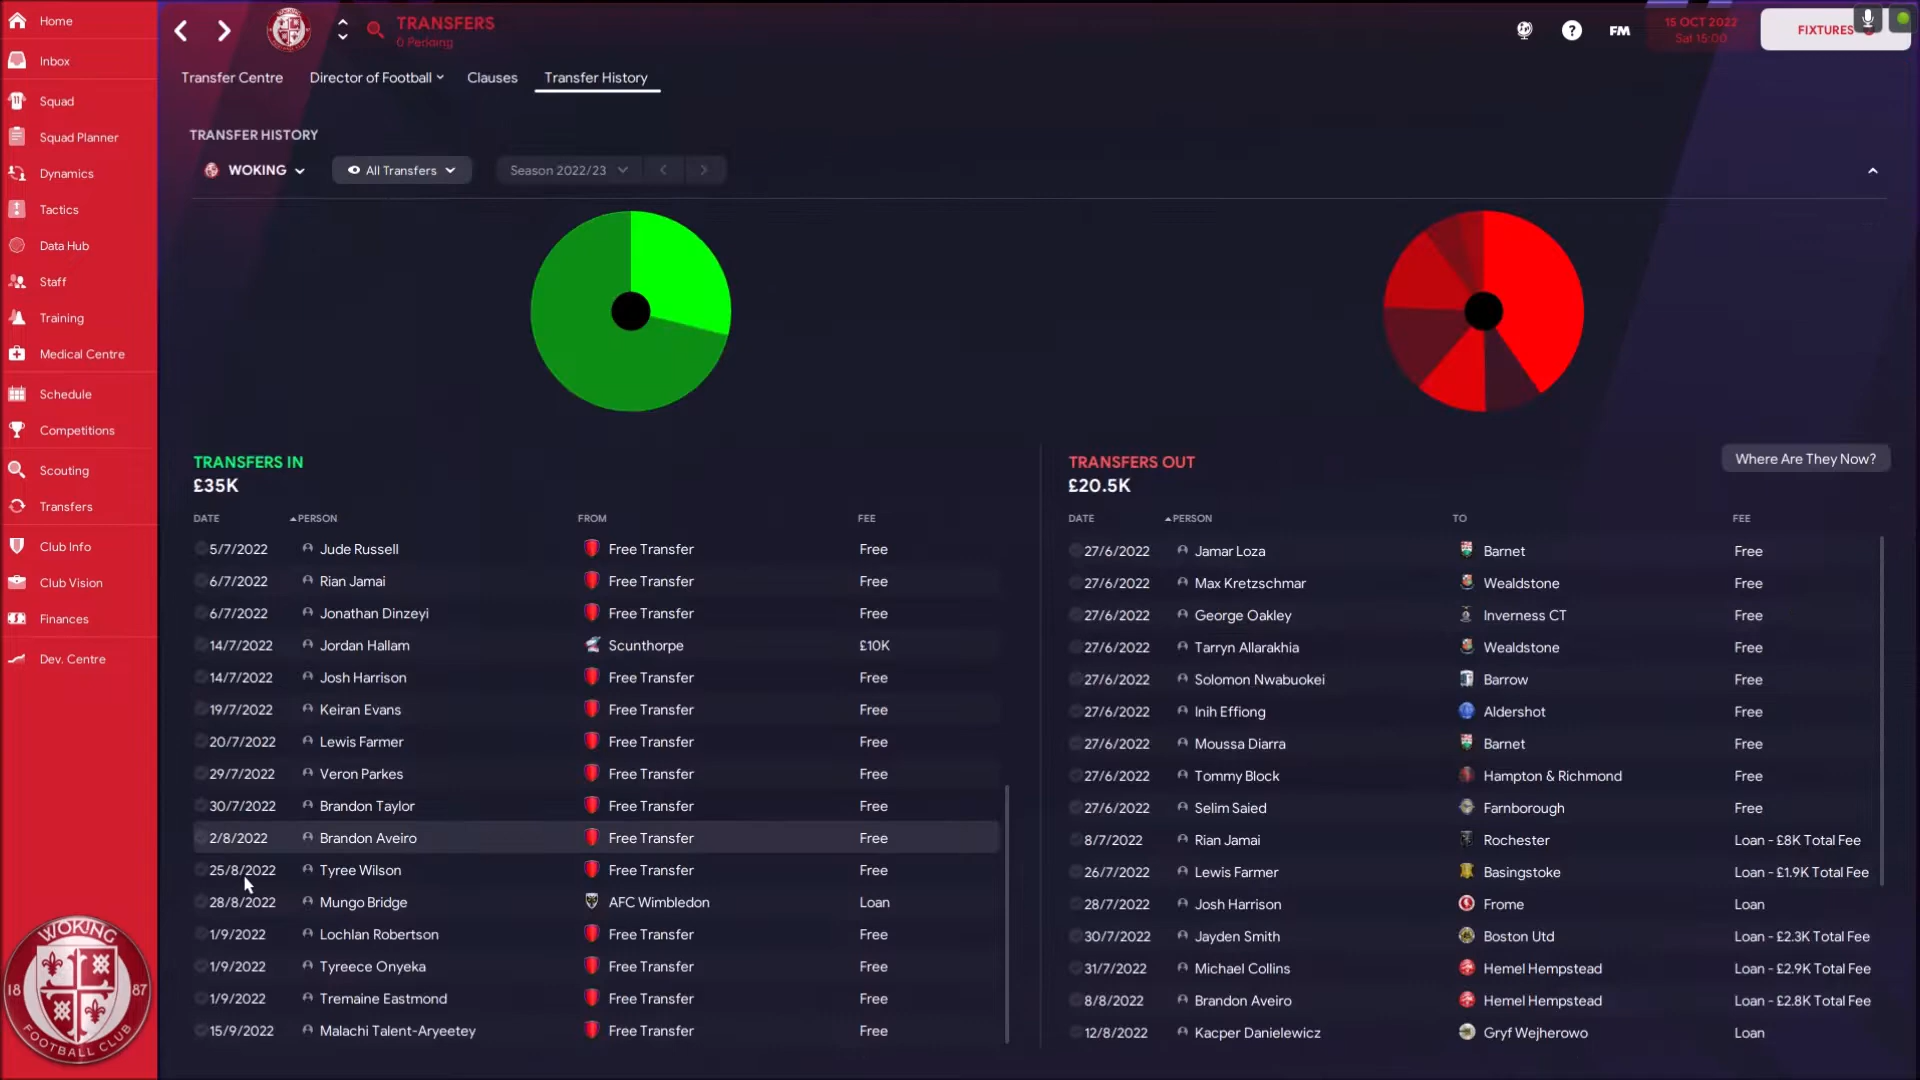 Home
Inbox
Squad
Squad Planner
Dynamics
Tactics
Data Hub
Staff
Training
Medical Centre
Schedule
Competitions
Scouting
Transfers
Club Info
Club Vision
Finances
Dev. Centre
WOKING
18 87
FOOTBALL CLUB
TRANSFERS
FM
15 OCT 2022
Sat 15:00
FIXTURES
Transfer Centre Director of Football Clauses Transfer History
TRANSFER HISTORY
WOKING All Transfers Season 2022/23
TRANSFERS IN
£35K
DATE PERSON FROM FEE
5/7/2022 Jude Russell Free Transfer Free
6/7/2022 Rian Jamai Free Transfer Free
6/7/2022 Jonathan Dinzeyi Free Transfer Free
14/7/2022 Jordan Hallam Scunthorpe £10K
14/7/2022 Josh Harrison Free Transfer Free
19/7/2022 Keiran Evans Free Transfer Free
20/7/2022 Lewis Farmer Free Transfer Free
29/7/2022 Veron Parkes Free Transfer Free
30/7/2022 Brandon Taylor Free Transfer Free
2/8/2022 Brandon Aveiro Free Transfer Free
25/8/2022 Tyree Wilson Free Transfer Free
28/8/2022 Mungo Bridge AFC Wimbledon Loan
1/9/2022 Lochlan Robertson Free Transfer Free
1/9/2022 Tyreece Onyeka Free Transfer Free
1/9/2022 Tremaine Eastmond Free Transfer Free
15/9/2022 Malachi Talent-Aryeetey Free Transfer Free
TRANSFERS OUT
£20.5K
Where Are They Now?
DATE PERSON TO FEE
27/6/2022 Jamar Loza Barnet Free
27/6/2022 Max Kretzschmar Wealdstone Free
27/6/2022 George Oakley Inverness CT Free
27/6/2022 Tarryn Allarakhia Wealdstone Free
27/6/2022 Solomon Nwabuokei Barrow Free
27/6/2022 Inih Effiong Aldershot Free
27/6/2022 Moussa Diarra Barnet Free
27/6/2022 Tommy Block Hampton & Richmond Free
27/6/2022 Selim Saied Farnborough Free
8/7/2022 Rian Jamai Rochester Loan - £8K Total Fee
26/7/2022 Lewis Farmer Basingstoke Loan - £1.9K Total Fee
28/7/2022 Josh Harrison Frome Loan
30/7/2022 Jayden Smith Boston Utd Loan - £2.3K Total Fee
31/7/2022 Michael Collins Hemel Hempstead Loan - £2.9K Total Fee
8/8/2022 Brandon Aveiro Hemel Hempstead Loan - £2.8K Total Fee
12/8/2022 Kacper Danielewicz Gryf Wejherowo Loan